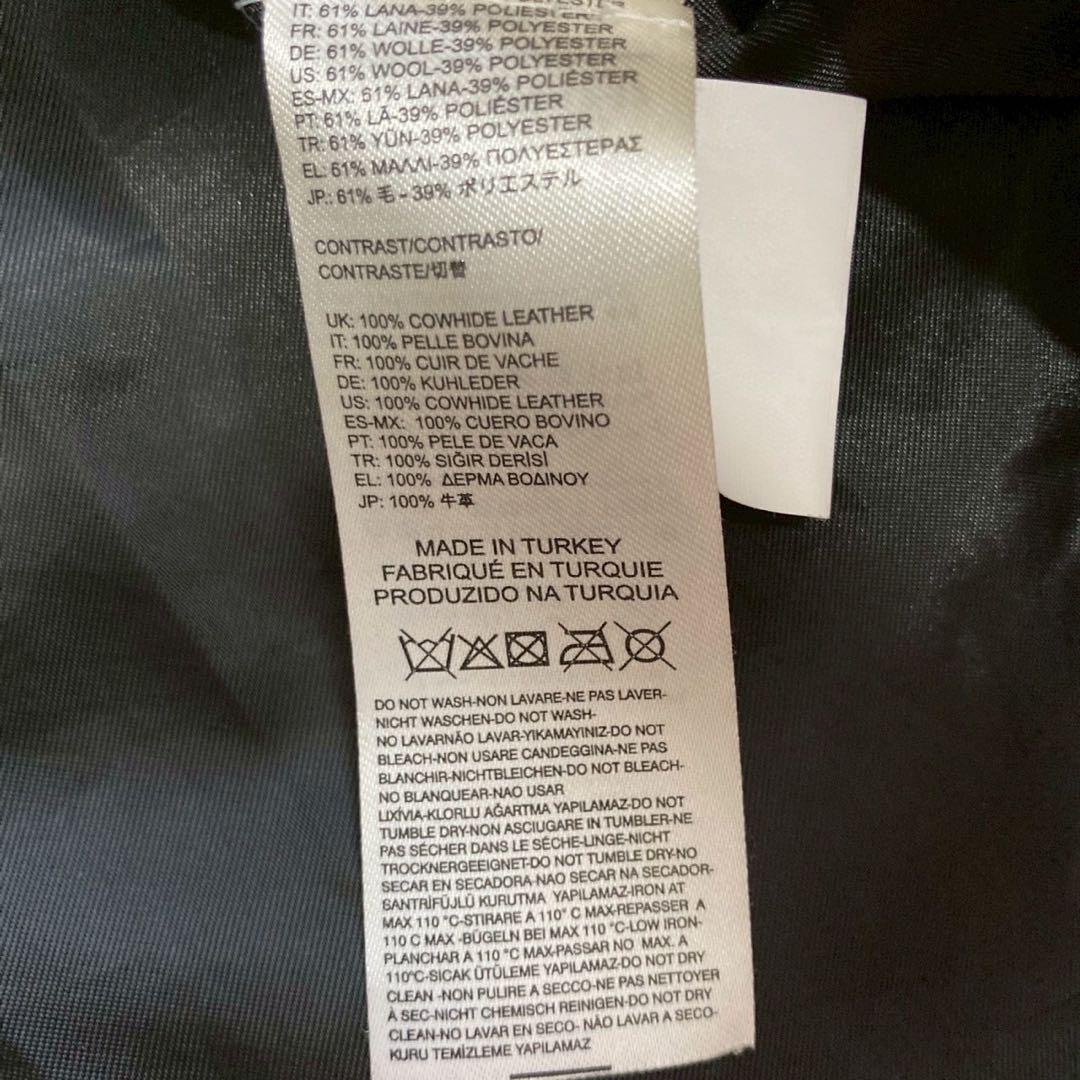 IT: 61% LANA-39% POLIESTERE
FR: 61% LAINE-39% POLYESTER
DE: 61% WOLLE-39% POLYESTER
US: 61% WOOL-39% POLYESTER
ES-MX: 61% LANA-39% POLIÉSTER
PT: 61% LÃ-39% POLIÉSTER
TR: 61% YÜN-39% POLYESTER
EL: 61% ΜΑΛΛΙ-39% ΠΟΛΥΕΣΤΕΡΑΣ
JP.: 61% 毛 - 39% ポリエステル
CONTRAST/CONTRASTO/
CONTRASTE/切替
UK: 100% COWHIDE LEATHER
IT: 100% PELLE BOVINA
FR: 100% CUIR DE VACHE
DE: 100% KUHLEDER
US: 100% COWHIDE LEATHER
ES-MX: 100% CUERO BOVINO
PT: 100% PELE DE VACA
TR: 100% SIĞIR DERİSİ
EL: 100% ΔΕΡΜΑ ΒΟΔΙΝΟΥ
JP: 100% 牛革
MADE IN TURKEY
FABRIQUÉ EN TURQUIE
PRODUZIDO NA TURQUIA
DO NOT WASH-NON LAVARE-NE PAS LAVER-
NICHT WASCHEN-DO NOT WASH-
NO LAVARNÃO LAVAR-YIKAMAYINIZ-DO NOT
BLEACH-NON USARE CANDEGGINA-NE PAS
BLANCHIR-NICHTBLEICHEN-DO NOT BLEACH-
NO BLANQUEAR-NAO USAR
LIXÍVIA-KLORLU AĞARTMA YAPILAMAZ-DO NOT
TUMBLE DRY-NON ASCIUGARE IN TUMBLER-NE
PAS SÉCHER DANS LE SÉCHE-LINGE-NICHT
TROCKNERGEEIGNET-DO NOT TUMBLE DRY-NO
SECAR EN SECADORA-NAO SECAR NA SECADOR-
SANTRİFÜJLÜ KURUTMA YAPILAMAZ-IRON AT
MAX 110 °C-STIRARE A 110° C MAX-REPASSER A
110 C MAX -BÜGELN BEI MAX 110 °C-LOW IRON-
PLANCHAR A 110 °C MAX-PASSAR NO MAX. A
110°C-SICAK ÜTÜLEME YAPILAMAZ-DO NOT DRY
CLEAN -NON PULIRE A SECCO-NE PAS NETTOYER
À SEC-NICHT CHEMISCH REINIGEN-DO NOT DRY
CLEAN-NO LAVAR EN SECO- NÃO LAVAR A SECO-
KURU TEMİZLEME YAPILAMAZ